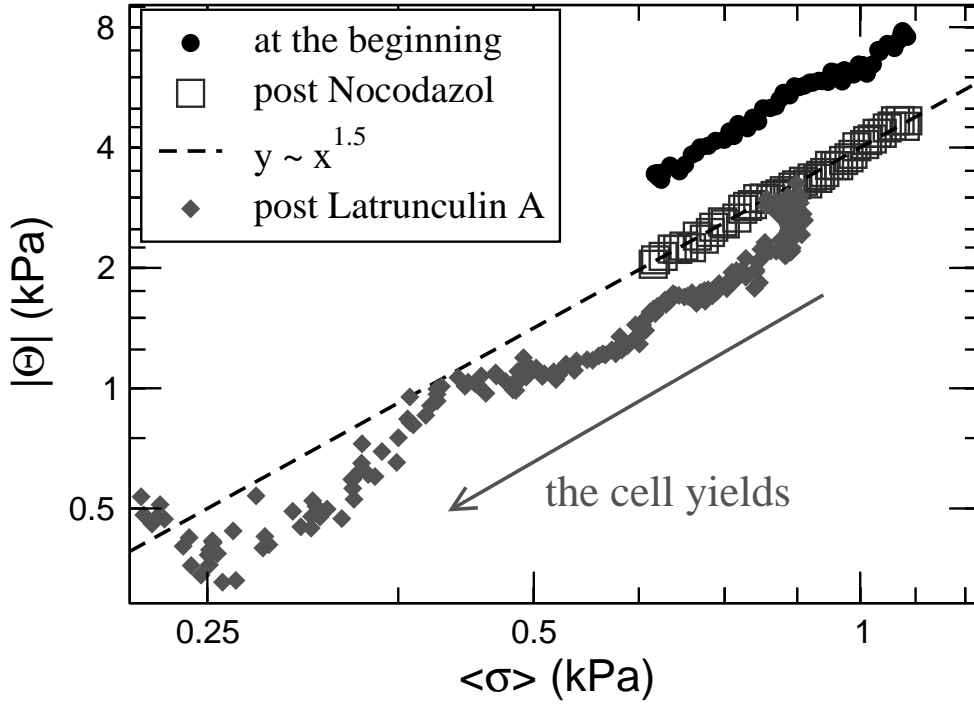 8
4
2
1
0.5
|Θ| (kPa)
at the beginning
post Nocodazol
y ~ x^1.5
post Latrunculin A
the cell yields
0.25
0.5
1
<σ> (kPa)